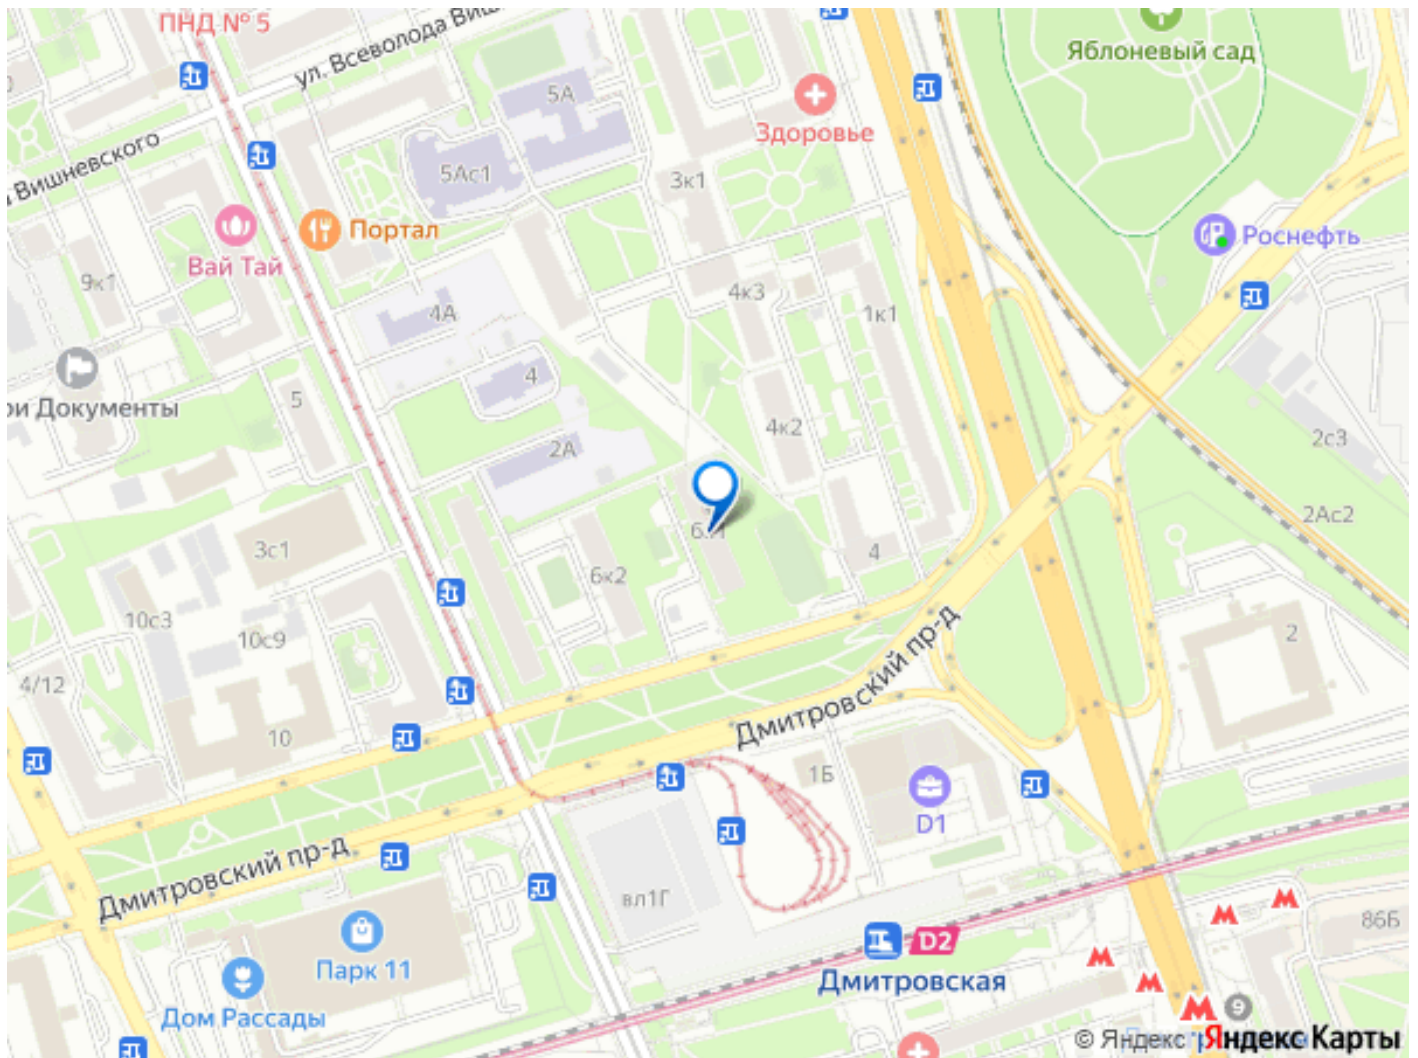 ПНД № 5
ул. Всеволода Виш
Яблоневый сад
5А
Здоровье
Вишневского
5Ас1
3к1
Портал
Роснефть
Вай Тай
9к1
4к3
4А
1к1
4
5
ри Документы
4к2
2с3
2А
2Ас2
3с1
4
6к2
10с3
10с9
2
4/12
Дмитровский пр-д
10
1Б
D1
Дмитровский пр-д
вл1Г
86Б
D2
Парк 11
Дмитровская
9
Дом Рассады
© Яндекс
Яндекс Карты